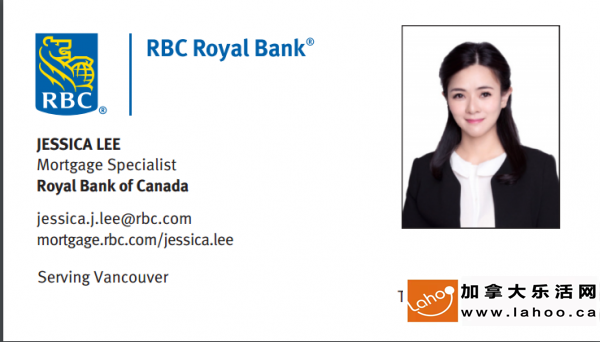 RBC Royal Bank®
RBC®
JESSICA LEE
Mortgage Specialist
Royal Bank of Canada
jessica.j.lee@rbc.com
mortgage.rbc.com/jessica.lee
Serving Vancouver
T
Lahoo
加拿大乐活网
www.lahoo.ca